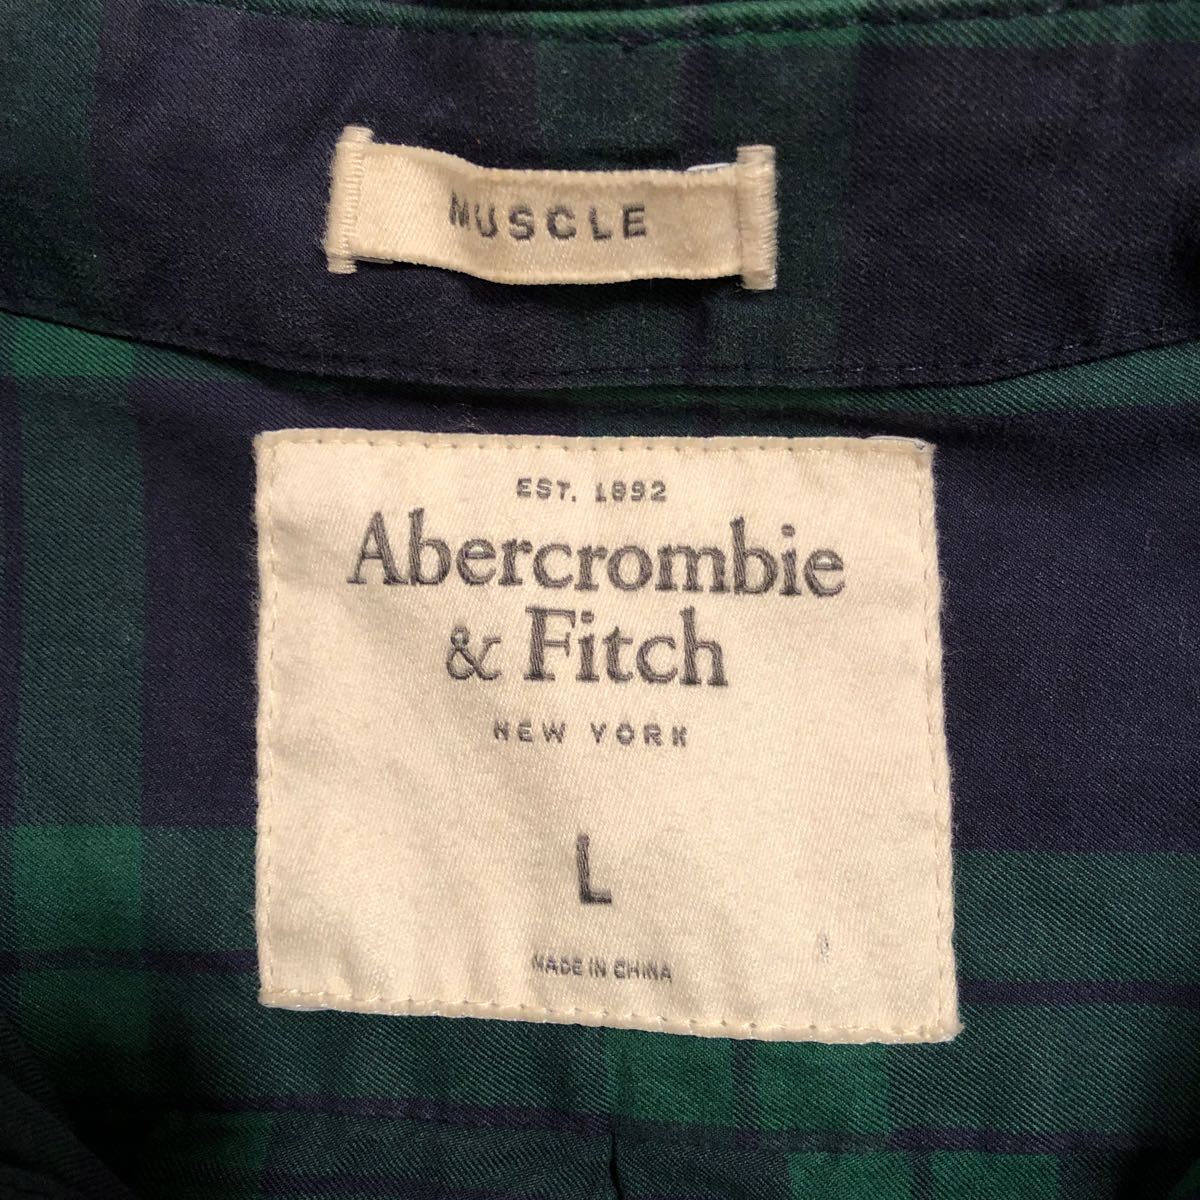 MUSCLE
EST. 1892
Abercrombie
& Fitch
NEW YORK
L
MADE IN CHINA